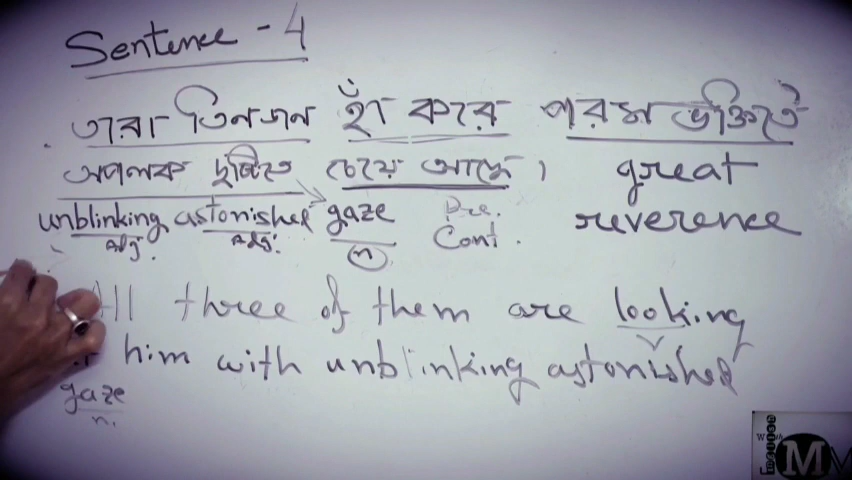 Sentence - 4
তারা তিনজন হাঁ করে পরম ভক্তিতে
অপলক দৃষ্টিতে চেয়ে আছে। great
unblinking astonished gaze Pre. reverence
adj. adj. n Cont.
All three of them are looking
v
him with unblinking astonished
gaze
n.
M